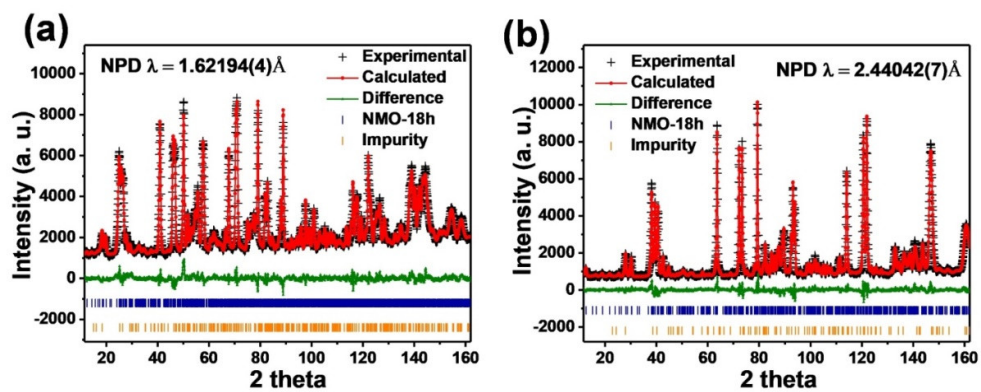 (a)
NPD λ = 1.62194(4)Å
Experimental
Calculated
Difference
NMO-18h
Impurity
Intensity (a. u.)
10000
8000
6000
4000
2000
0
-2000
20 40 60 80 100 120 140 160
2 theta
(b)
Experimental
NPD λ = 2.44042(7)Å
Calculated
Difference
NMO-18h
Impurity
Intensity (a. u.)
12000
10000
8000
6000
4000
2000
0
-2000
20 40 60 80 100 120 140 160
2 theta